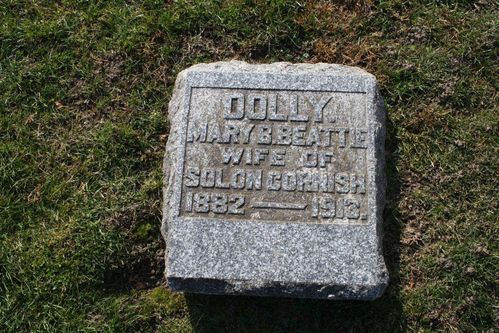 DOLLY.
MARY B. BEATTIE
WIFE OF
SOLON CORNISH
1882 — 1913.